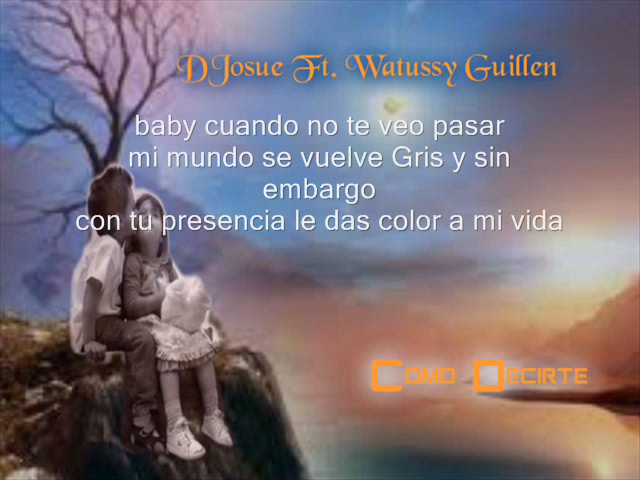 DJosue Ft. Watussy Guillen
baby cuando no te veo pasar
mi mundo se vuelve Gris y sin
embargo
con tu presencia le das color a mi vida
Como Decirte